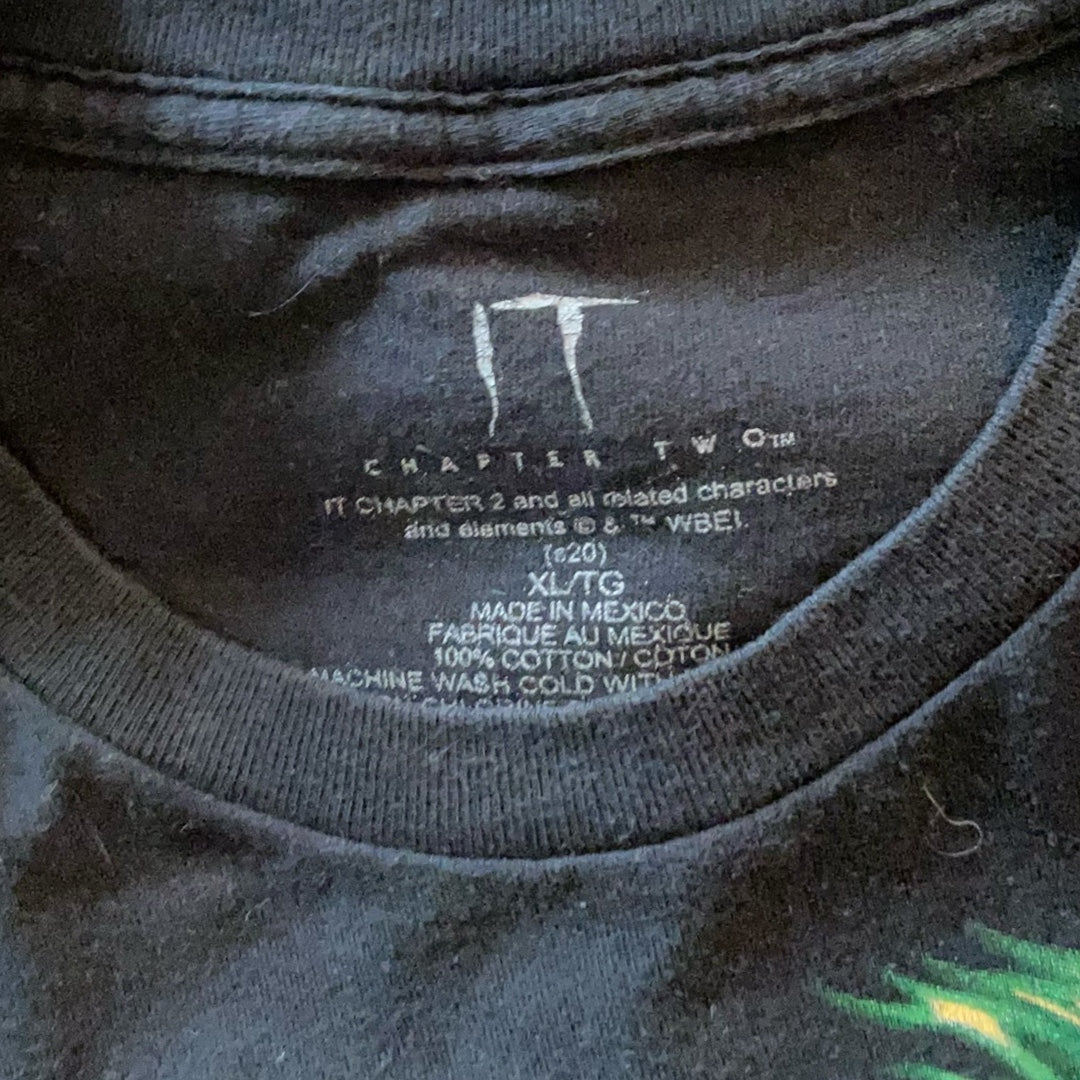 IT
CHAPTER TWO™
IT CHAPTER 2 and all related characters
and elements © & ™ WBEI.
(s20)
XL/TG
MADE IN MEXICO
FABRIQUE AU MEXIQUE
100% COTTON / COTON
MACHINE WASH COLD WITH